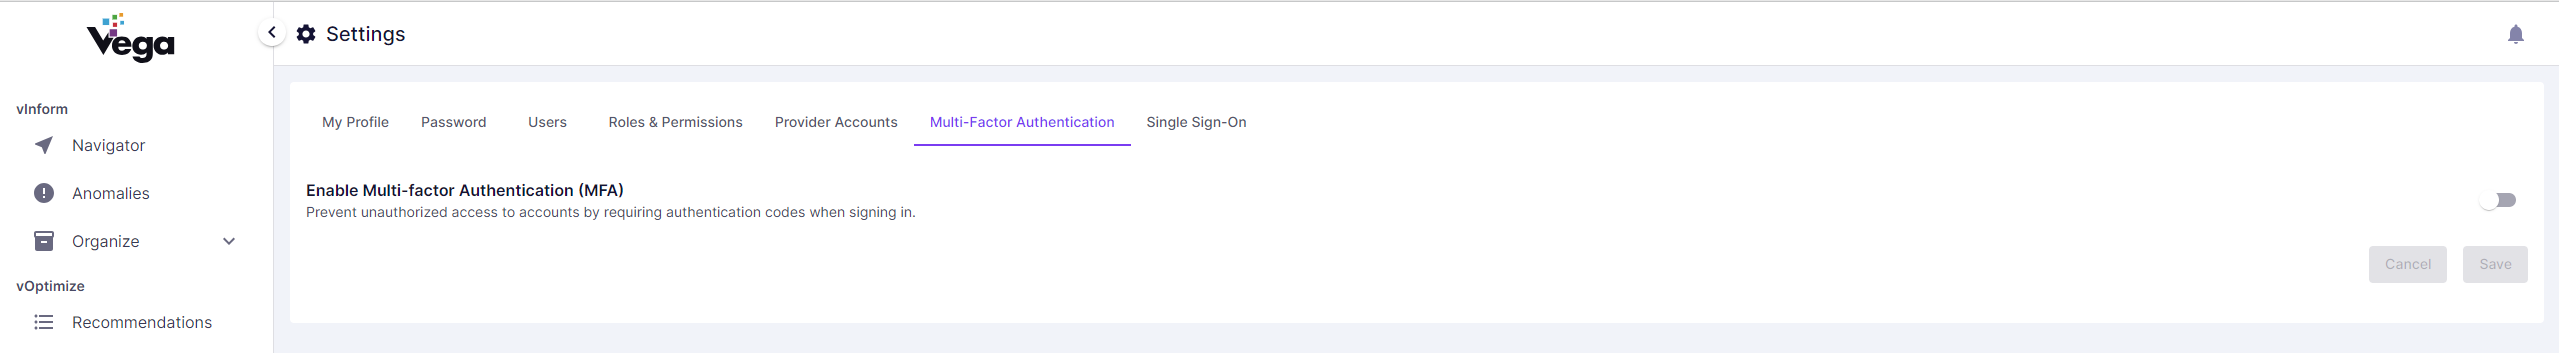 Vega
Settings
vInform
Navigator
Anomalies
Organize
vOptimize
Recommendations
My Profile Password Users Roles & Permissions Provider Accounts Multi-Factor Authentication Single Sign-On
Enable Multi-factor Authentication (MFA)
Prevent unauthorized access to accounts by requiring authentication codes when signing in.
Cancel Save